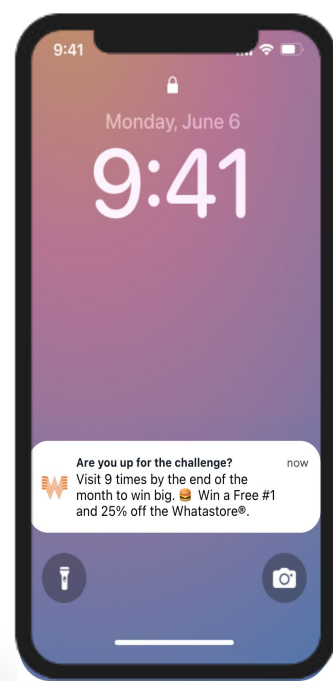 9:41
Monday, June 6
9:41
Are you up for the challenge? now
Visit 9 times by the end of the
month to win big. 🍔 Win a Free #1
and 25% off the Whatastore®.